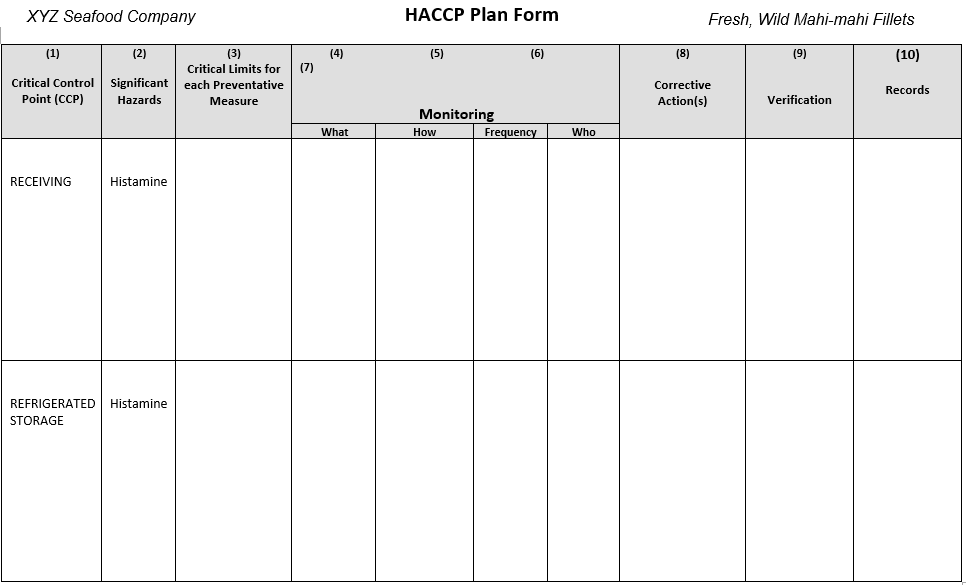 XYZ Seafood Company
HACCP Plan Form
Fresh, Wild Mahi-mahi Fillets
(1)
Critical Control
Point (CCP)
(2)
Significant
Hazards
(3)
Critical Limits for
each Preventative
Measure
(4) (5) (6)
(7)
Monitoring
What
How
Frequency
Who
(8)
Corrective
Action(s)
(9)
Verification
(10)
Records
RECEIVING
Histamine
REFRIGERATED
STORAGE
Histamine